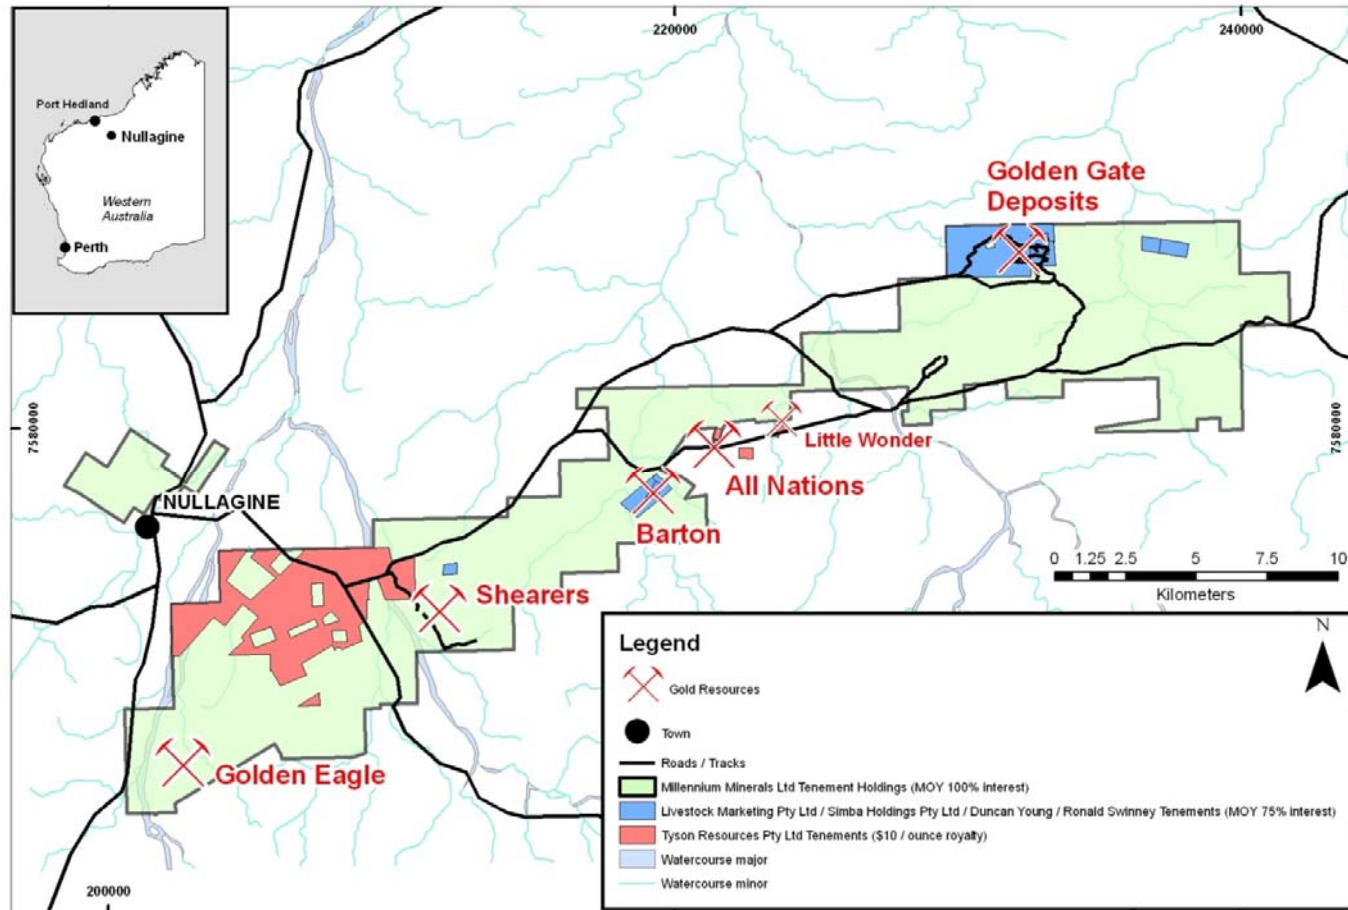 220000
240000
Port Hedland
Nullagine
Western
Australia
Perth
Golden Gate
Deposits
7580000
7580000
Little Wonder
All Nations
NULLAGINE
Barton
Shearers
0 1.25 2.5 5 7.5 10
Kilometers
Golden Eagle
Legend
N
Gold Resources
Town
Roads / Tracks
Millennium Minerals Ltd Tenement Holdings (MOY 100% interest)
Livestock Marketing Pty Ltd / Simba Holdings Pty Ltd / Duncan Young / Ronald Swinney Tenements (MOY 75% interest)
Tyson Resources Pty Ltd Tenements ($10 / ounce royalty)
Watercourse major
Watercourse minor
200000